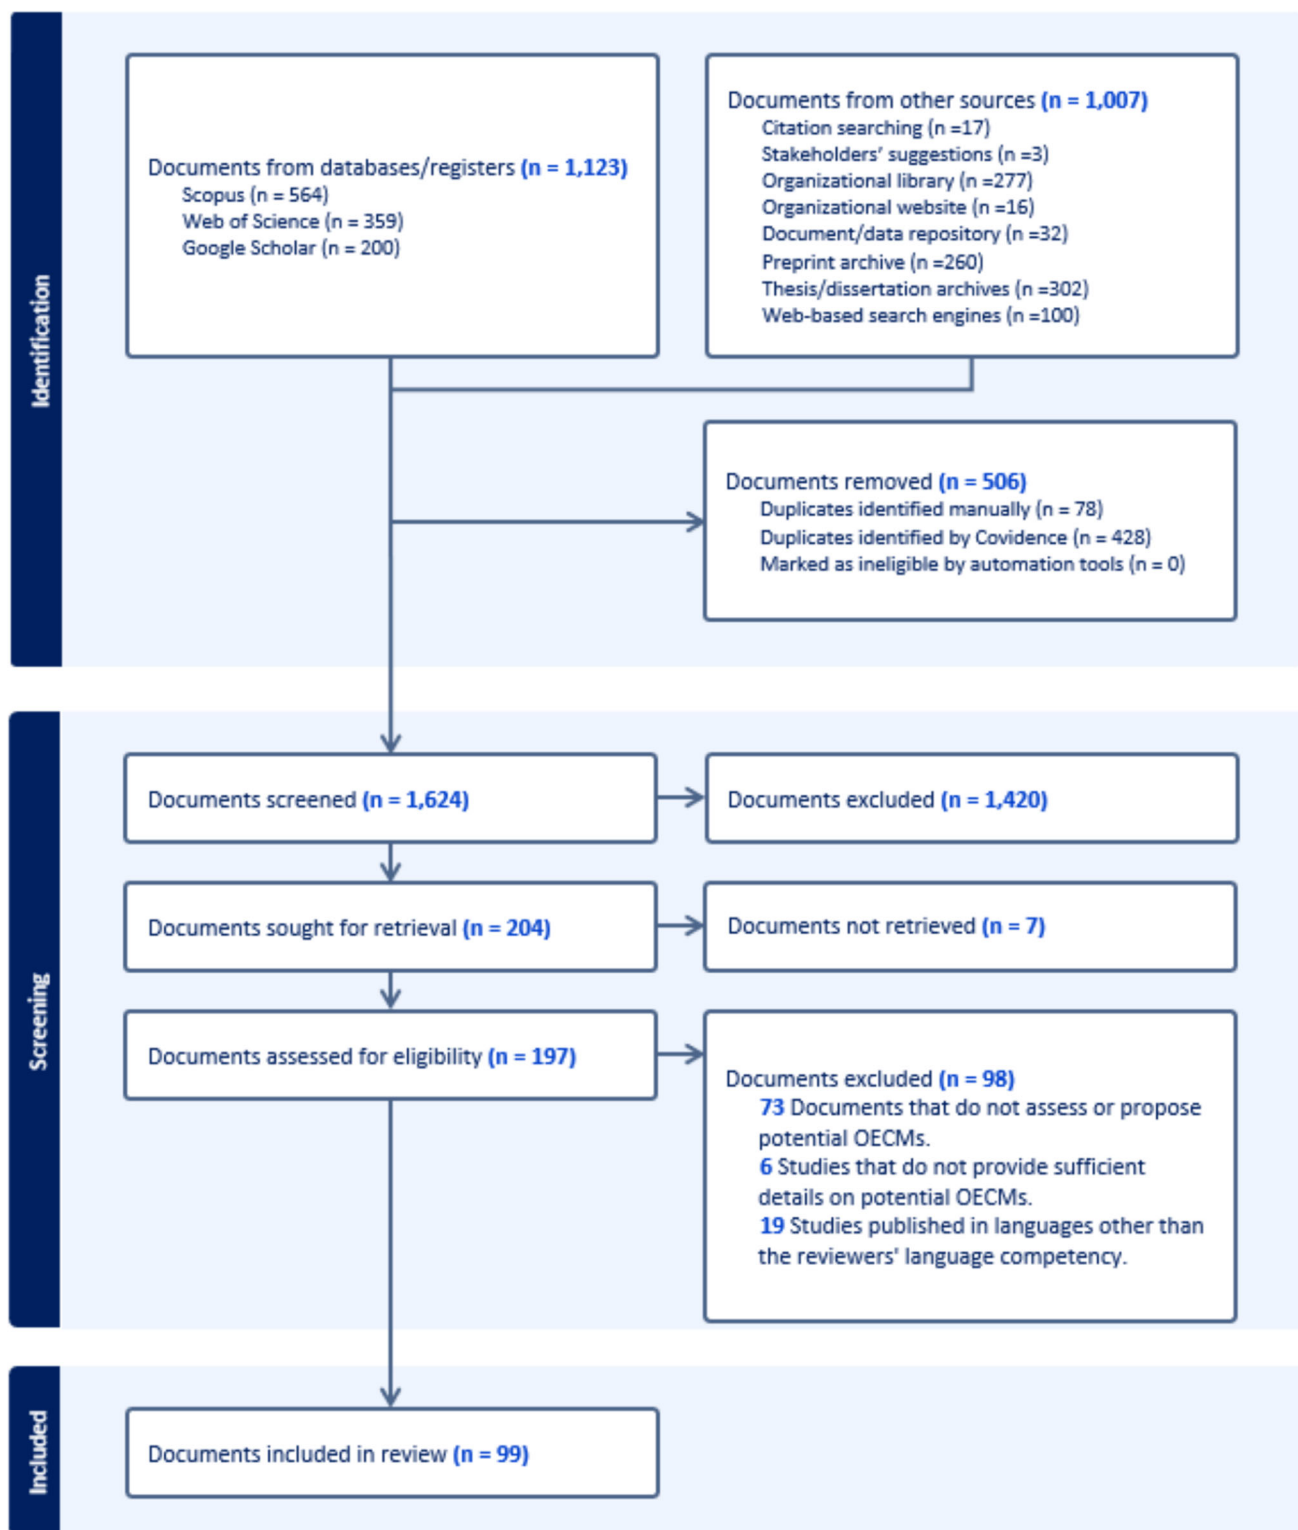 Identification
Documents from databases/registers (n = 1,123)
Scopus (n = 564)
Web of Science (n = 359)
Google Scholar (n = 200)
Documents from other sources (n = 1,007)
Citation searching (n =17)
Stakeholders’ suggestions (n =3)
Organizational library (n =277)
Organizational website (n =16)
Document/data repository (n =32)
Preprint archive (n =260)
Thesis/dissertation archives (n =302)
Web-based search engines (n =100)
Documents removed (n = 506)
Duplicates identified manually (n = 78)
Duplicates identified by Covidence (n = 428)
Marked as ineligible by automation tools (n = 0)
Screening
Documents screened (n = 1,624)
Documents excluded (n = 1,420)
Documents sought for retrieval (n = 204)
Documents not retrieved (n = 7)
Documents assessed for eligibility (n = 197)
Documents excluded (n = 98)
73 Documents that do not assess or propose
potential OECMs.
6 Studies that do not provide sufficient
details on potential OECMs.
19 Studies published in languages other than
the reviewers' language competency.
Included
Documents included in review (n = 99)